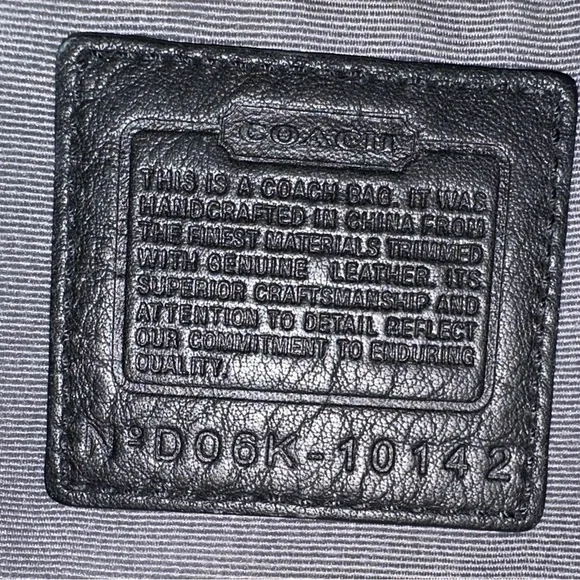 COACH
THIS IS A COACH BAG. IT WAS
HANDCRAFTED IN CHINA FROM
THE FINEST MATERIALS TRIMMED
WITH GENUINE LEATHER. ITS
SUPERIOR CRAFTSMANSHIP AND
ATTENTION TO DETAIL REFLECT
OUR COMMITMENT TO ENDURING
QUALITY.
NºD06K-10142